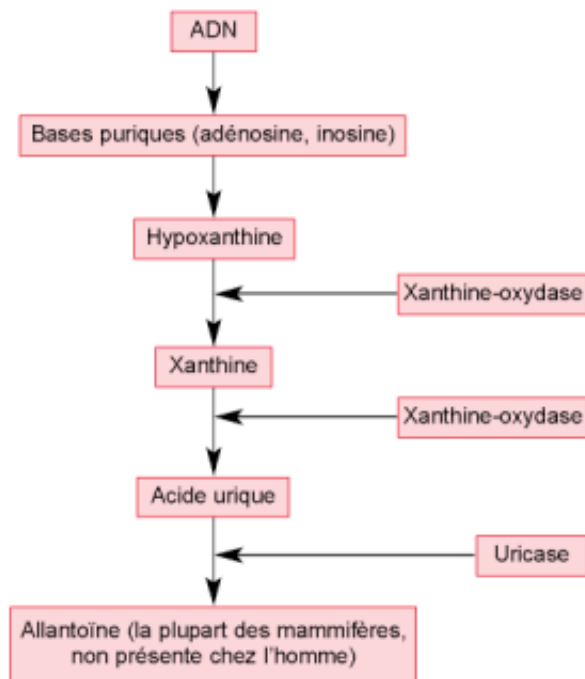 ADN
Bases puriques (adénosine, inosine)
Hypoxanthine
Xanthine-oxydase
Xanthine
Xanthine-oxydase
Acide urique
Uricase
Allantoïne (la plupart des mammifères,
non présente chez l'homme)